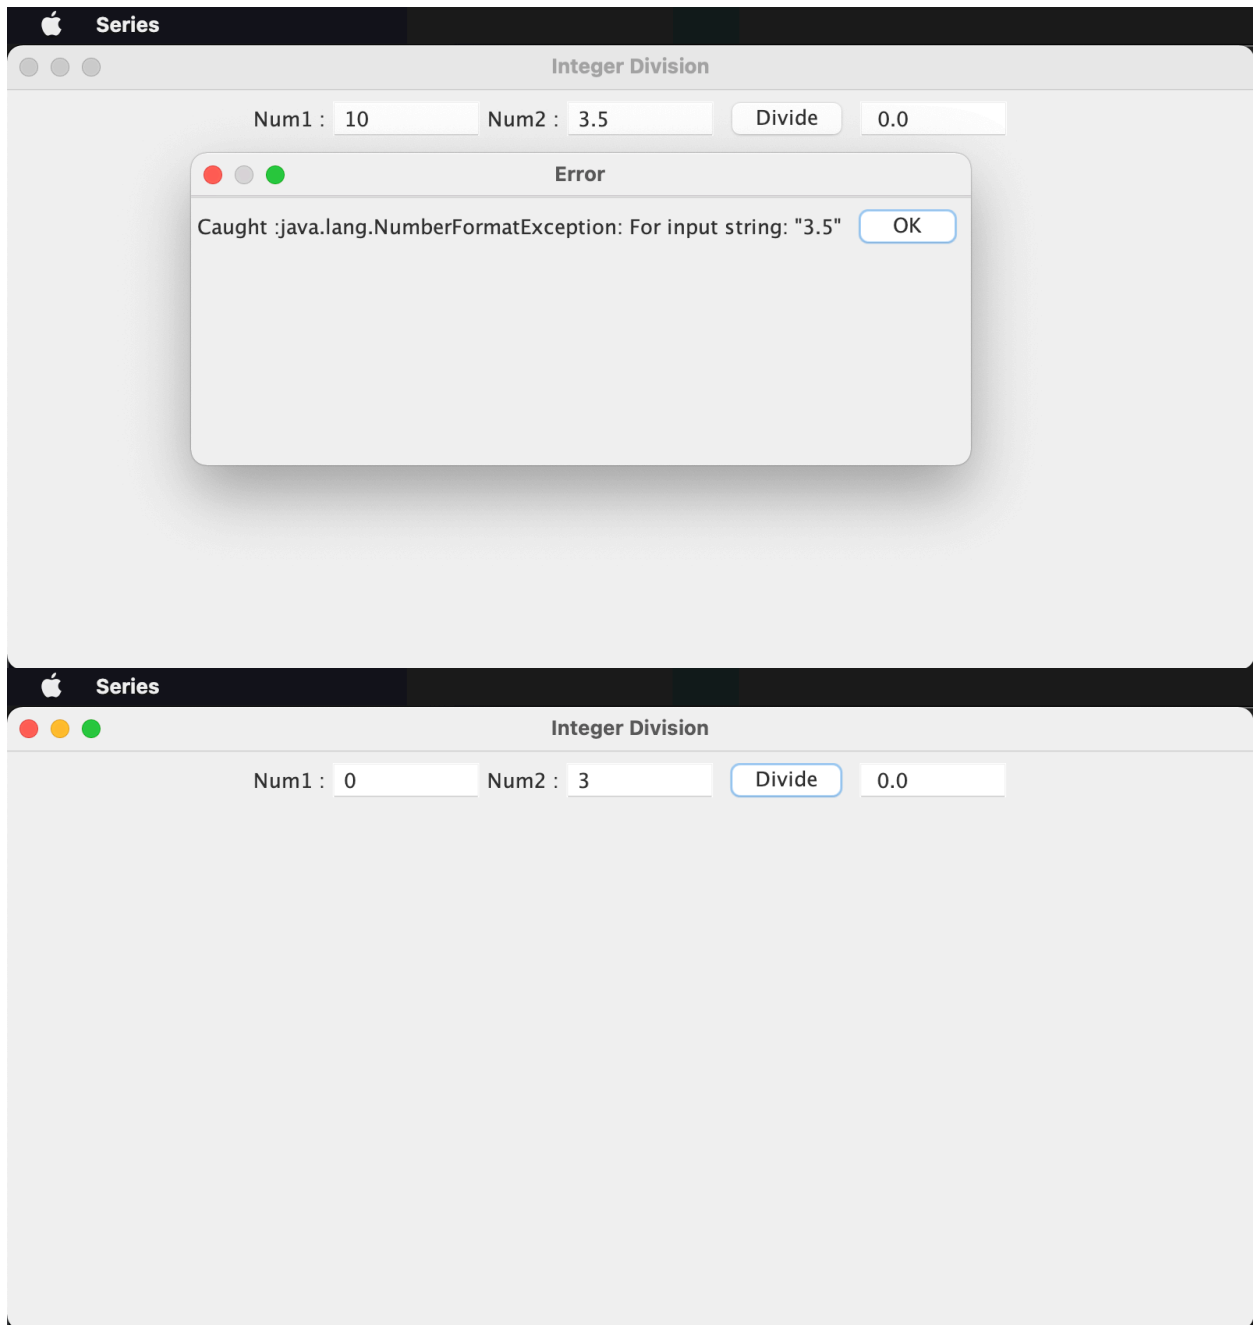 Series
Integer Division
Num1 : 10 Num2 : 3.5 Divide 0.0
Error
Caught :java.lang.NumberFormatException: For input string: "3.5" OK
Series
Integer Division
Num1 : 0 Num2 : 3 Divide 0.0